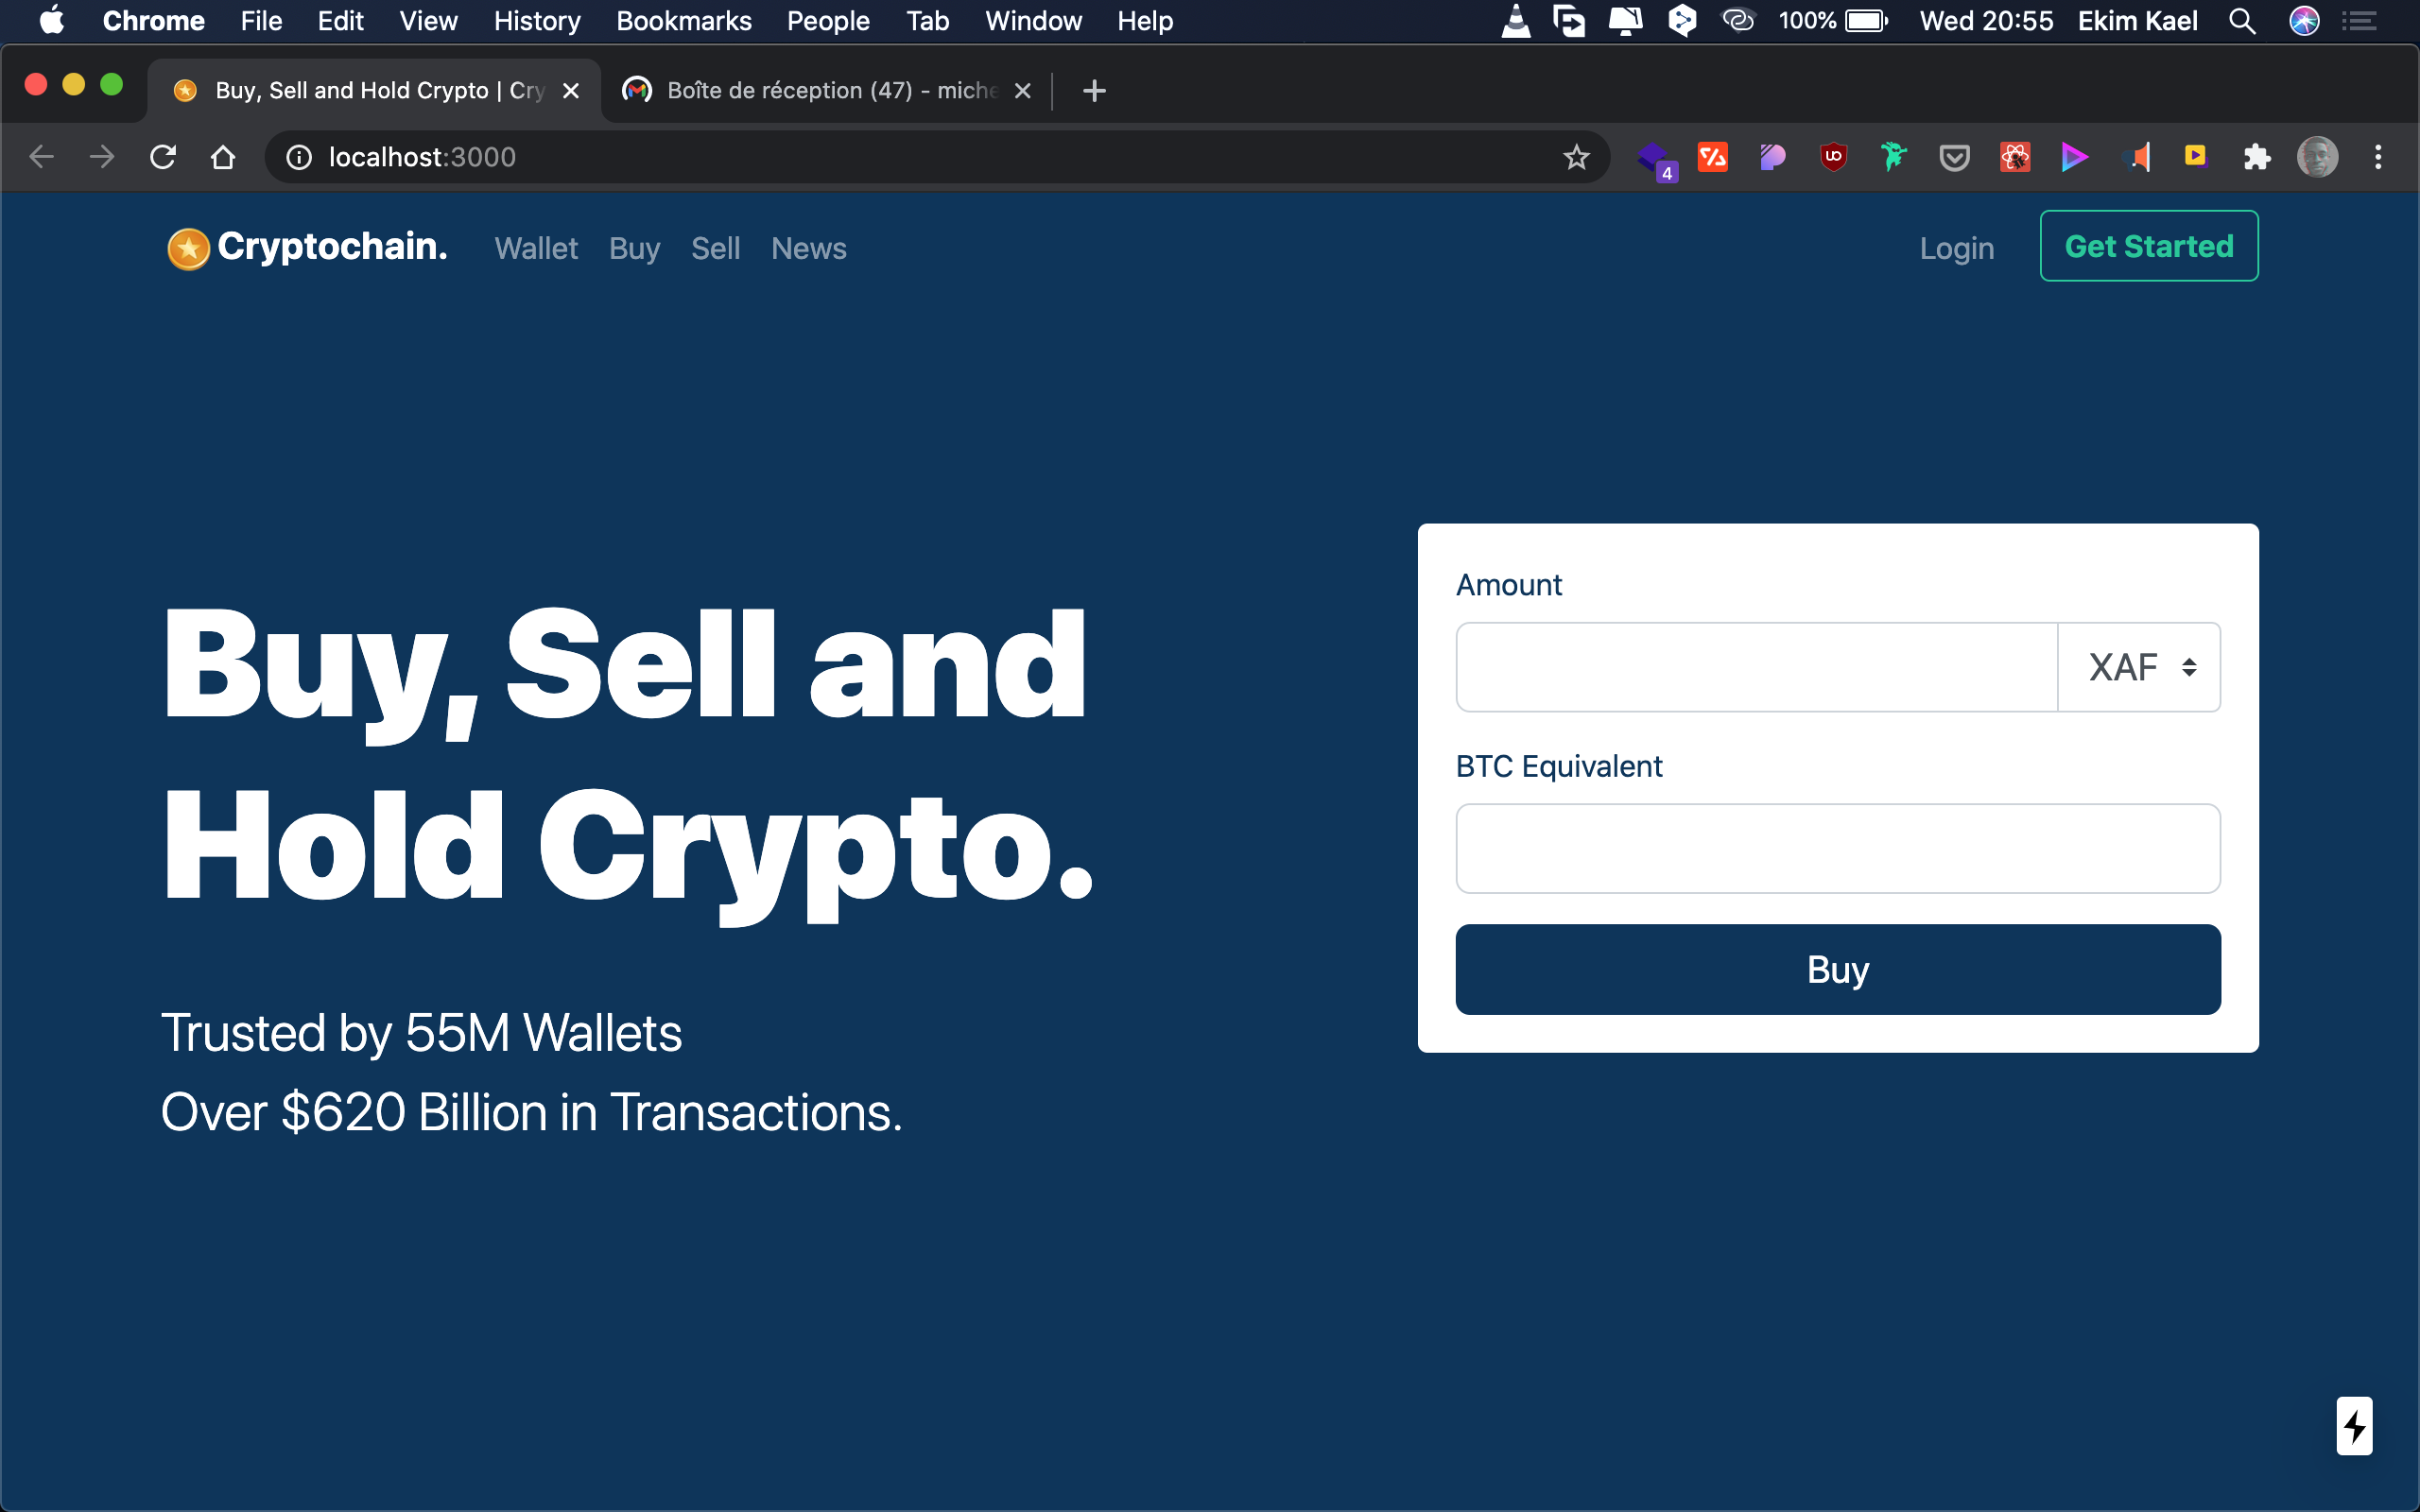 Chrome File Edit View History Bookmarks People Tab Window Help 100% Wed 20:55 Ekim Kael
Buy, Sell and Hold Crypto | Cry Boîte de réception (47) - miche
localhost:3000 4
Cryptochain. Wallet Buy Sell News Login Get Started
Buy, Sell and
Hold Crypto.
Trusted by 55M Wallets
Over $620 Billion in Transactions.
Amount
XAF
BTC Equivalent
Buy